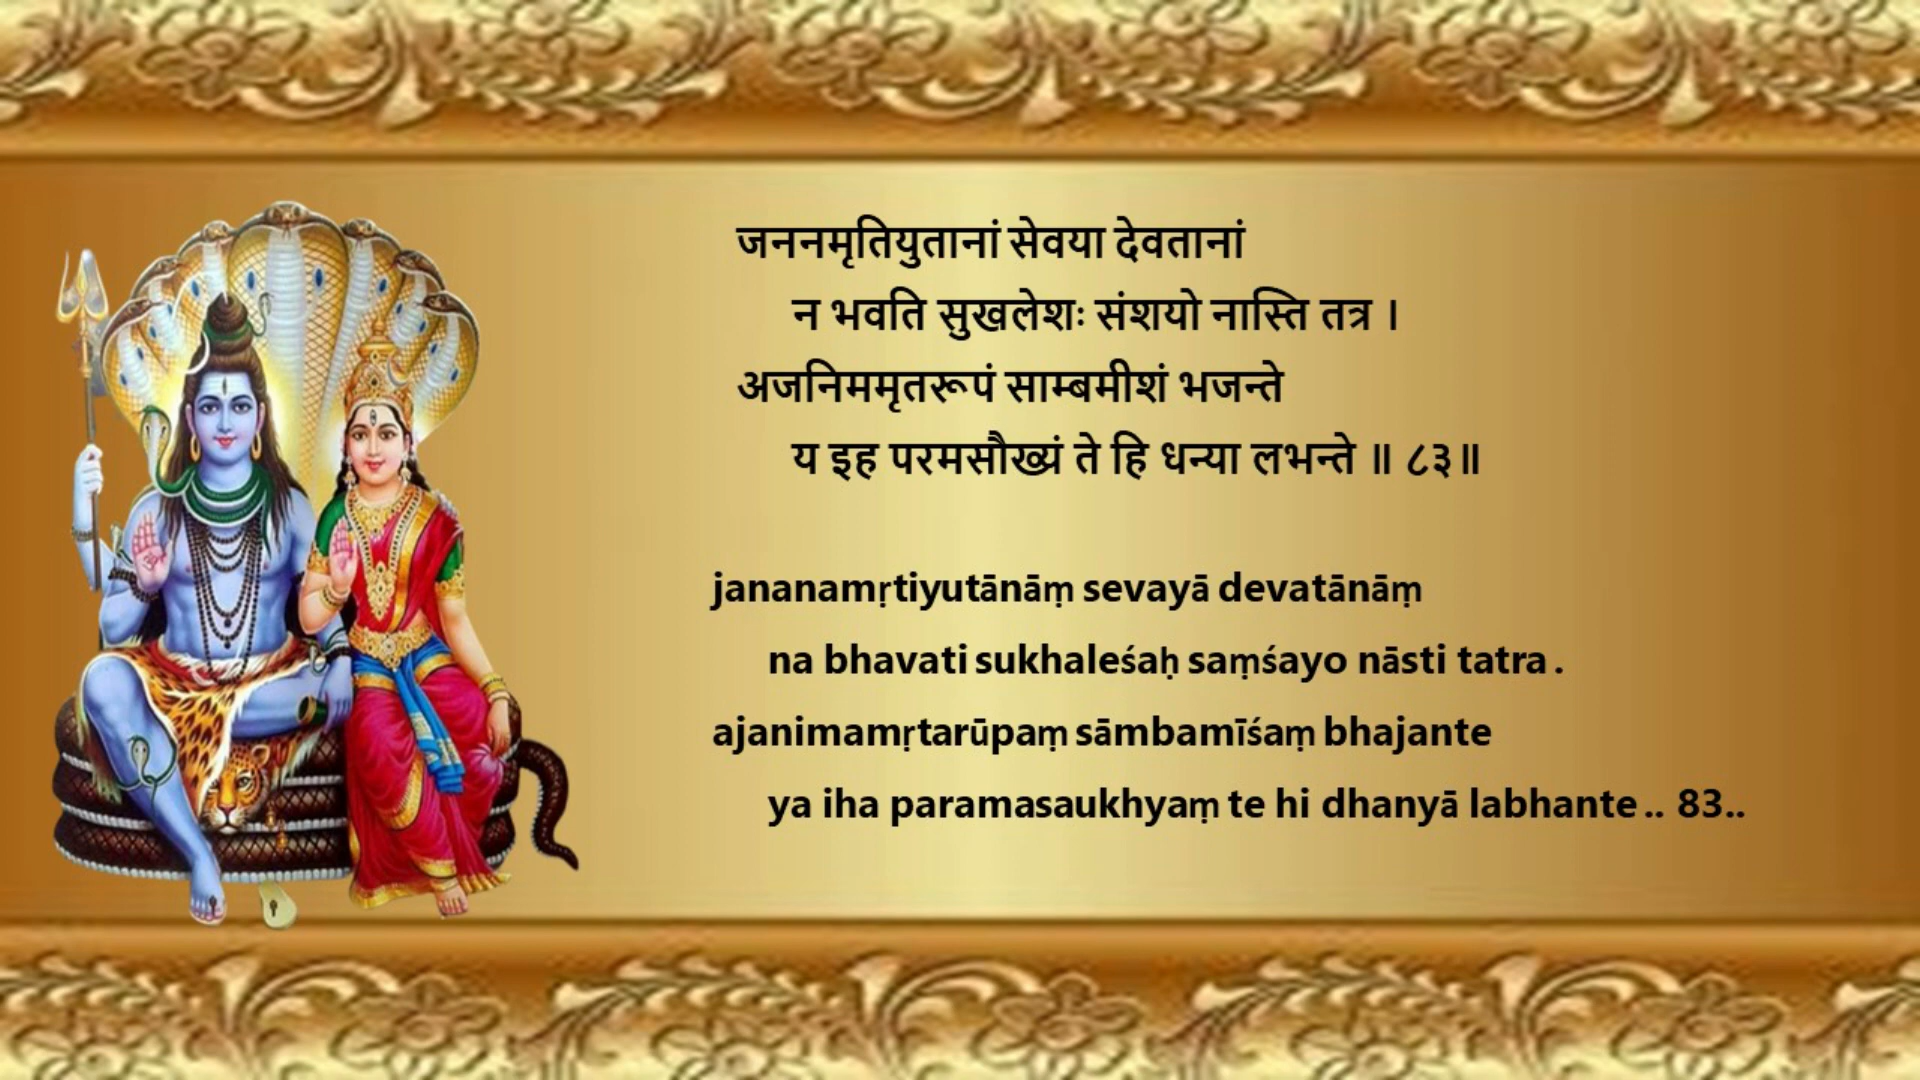 जननमृतियुतानां सेवया देवतानां
न भवति सुखलेशः संशयो नास्ति तत्र ।
अजनिममृतरूपं साम्बमीशं भजन्ते
य इह परमसौख्यं ते हि धन्या लभन्ते ॥ ८३॥
jananamṛtiyutānāṃ sevayā devatānāṃ
na bhavati sukhaleśaḥ saṃśayo nāsti tatra .
ajanimamṛtarūpaṃ sāmbamīśaṃ bhajante
ya iha paramasaukhyaṃ te hi dhanyā labhante .. 83..